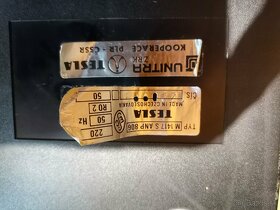 UNITRA ZRK TESLA
KOOPERACE PLR - ČSSR
TYP M 1417 S ANP 806
TESLA
MADE IN CZECHOSLOVAKIA
220
50 Hz
RO 2
50